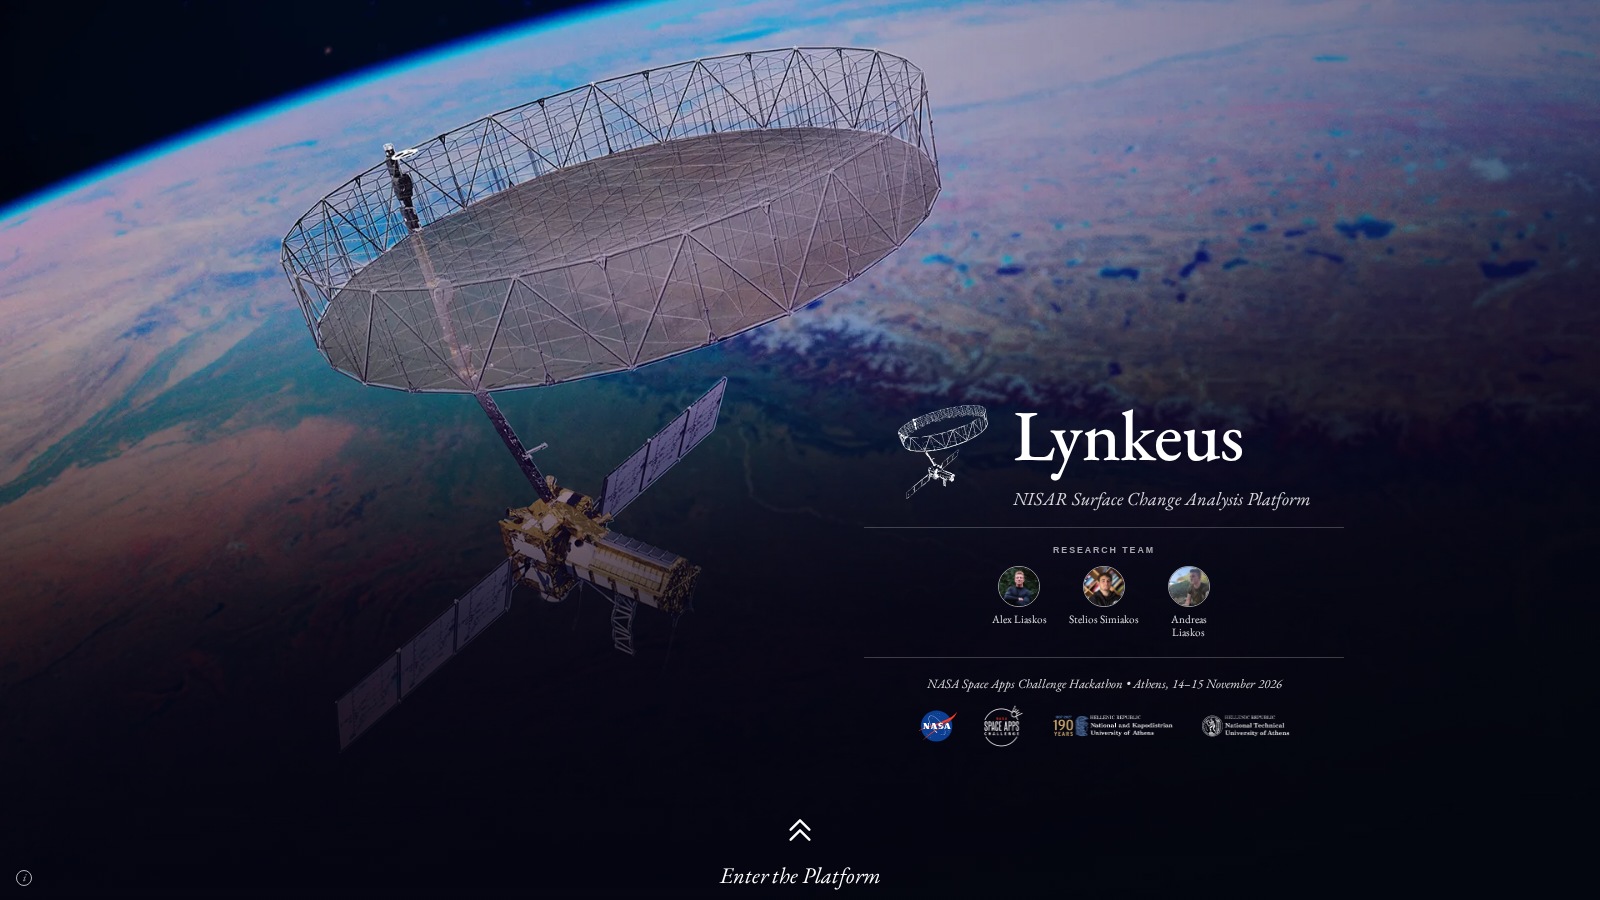 Lynkeus
NISAR Surface Change Analysis Platform
RESEARCH TEAM
Alex Liaskos
Stelios Simiakos
Andreas
Liaskos
NASA Space Apps Challenge Hackathon • Athens, 14–15 November 2026
NASA
SPACE APPS
CHALLENGE
190
YEARS
HELLENIC REPUBLIC
National and Kapodistrian
University of Athens
HELLENIC REPUBLIC
National Technical
University of Athens
Enter the Platform
i